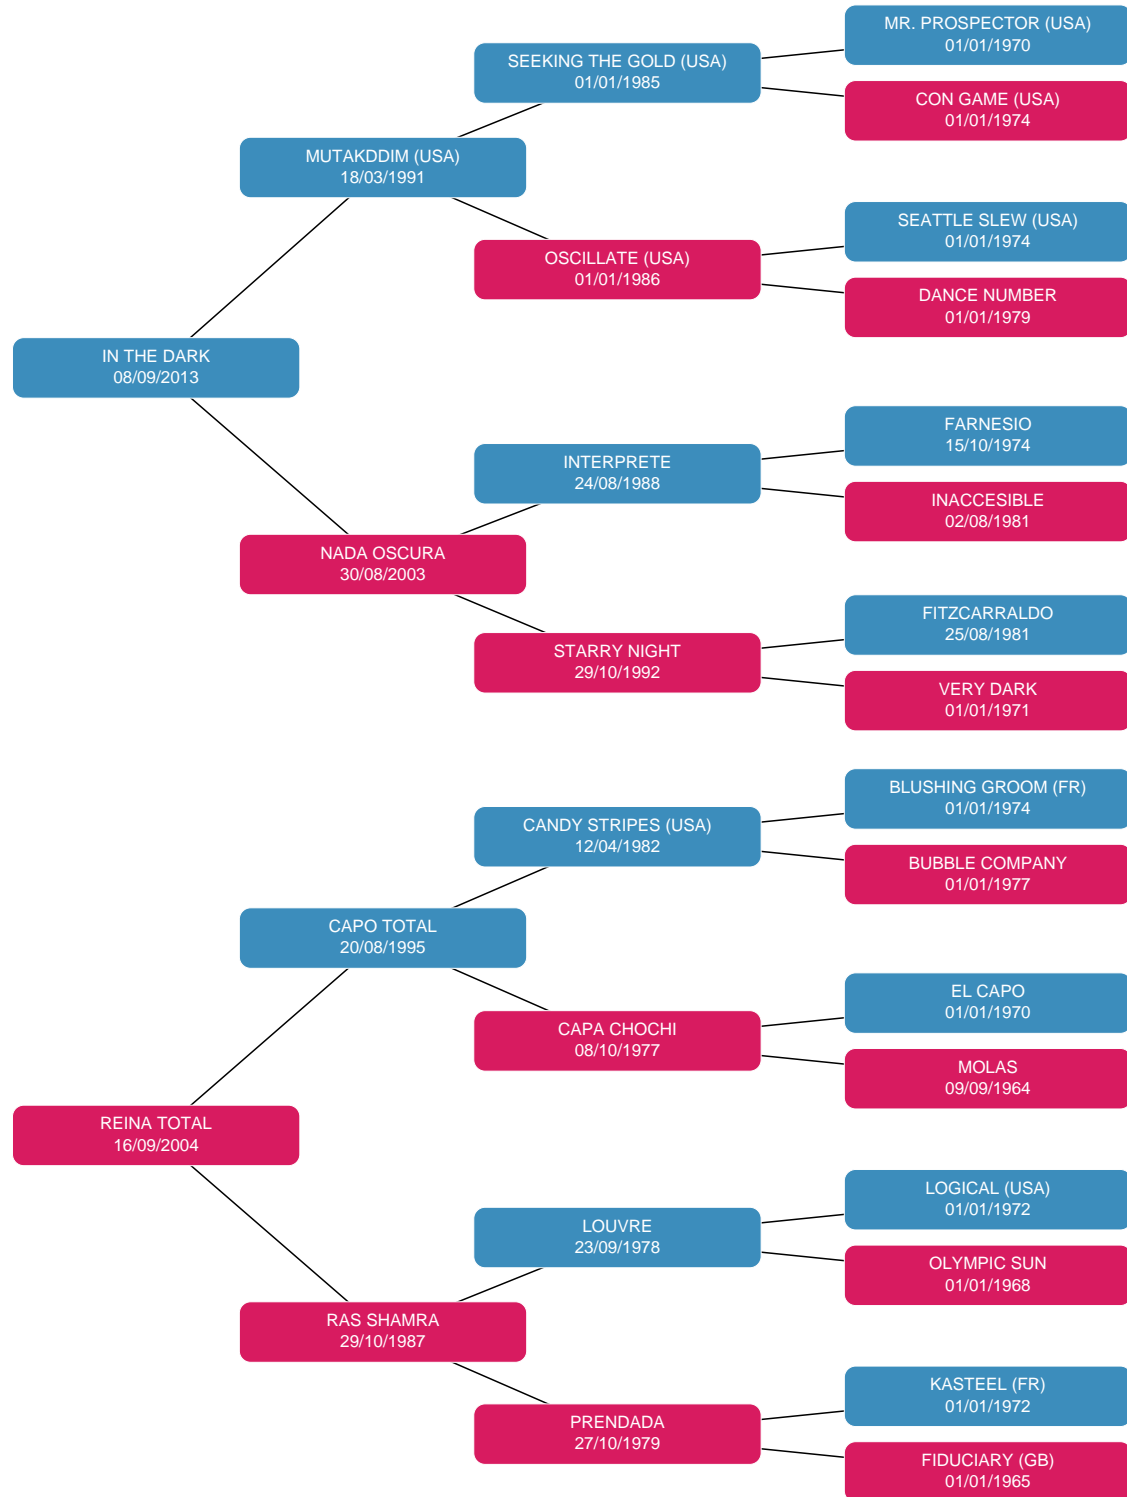 MR. PROSPECTOR (USA)
01/01/1970
SEEKING THE GOLD (USA)
01/01/1985
CON GAME (USA)
01/01/1974
MUTAKDDIM (USA)
18/03/1991
SEATTLE SLEW (USA)
01/01/1974
OSCILLATE (USA)
01/01/1986
DANCE NUMBER
01/01/1979
IN THE DARK
08/09/2013
FARNESIO
15/10/1974
INTERPRETE
24/08/1988
INACCESIBLE
02/08/1981
NADA OSCURA
30/08/2003
FITZCARRALDO
25/08/1981
STARRY NIGHT
29/10/1992
VERY DARK
01/01/1971
BLUSHING GROOM (FR)
01/01/1974
CANDY STRIPES (USA)
12/04/1982
BUBBLE COMPANY
01/01/1977
CAPO TOTAL
20/08/1995
EL CAPO
01/01/1970
CAPA CHOCHI
08/10/1977
MOLAS
09/09/1964
REINA TOTAL
16/09/2004
LOGICAL (USA)
01/01/1972
LOUVRE
23/09/1978
OLYMPIC SUN
01/01/1968
RAS SHAMRA
29/10/1987
KASTEEL (FR)
01/01/1972
PRENDADA
27/10/1979
FIDUCIARY (GB)
01/01/1965